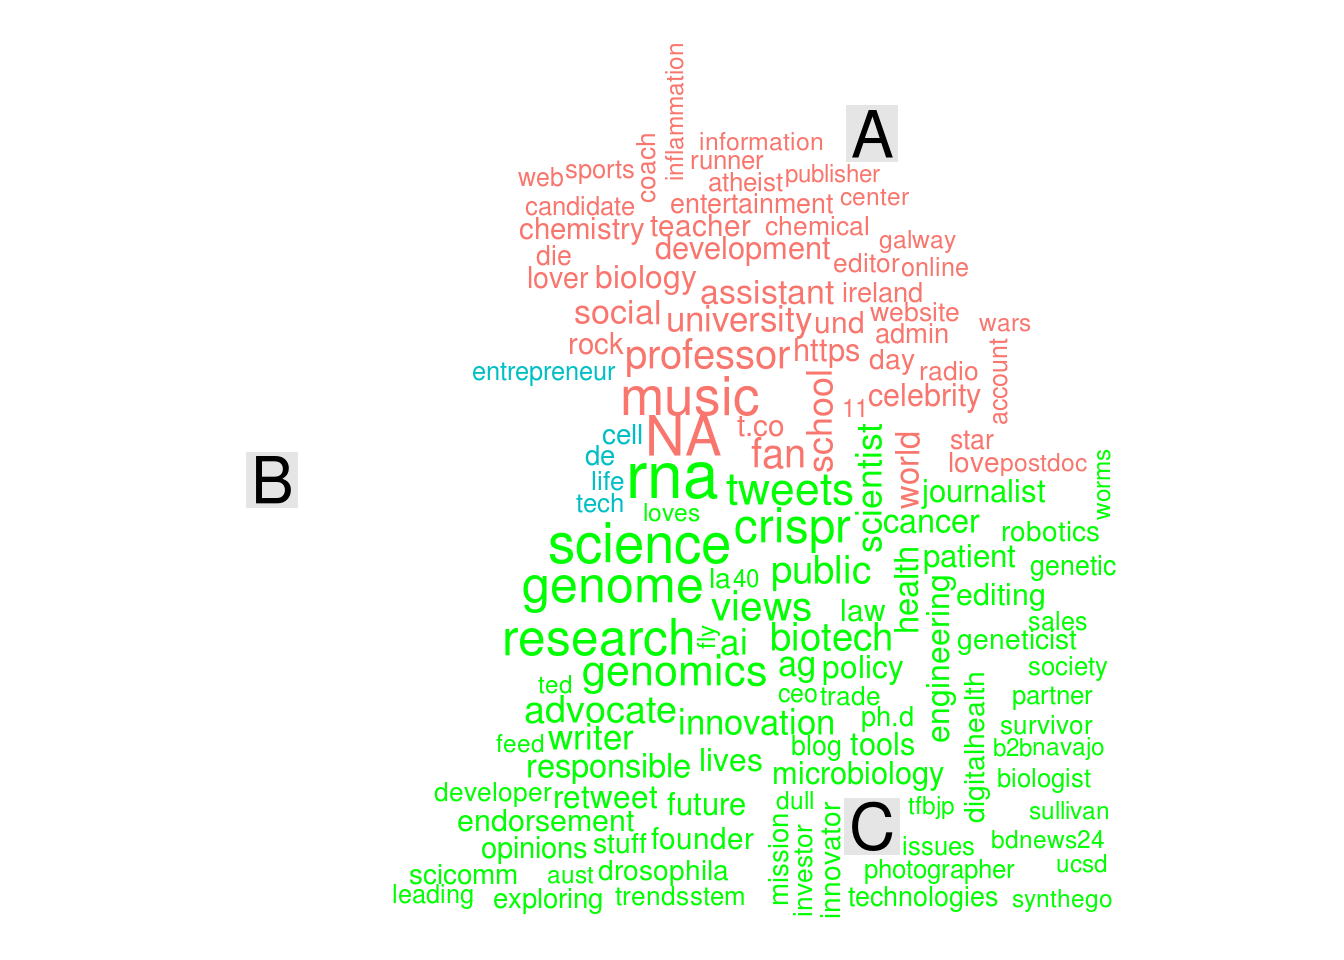 inflammation
A
coach information
runner
web sports atheist publisher
candidate entertainment center
chemistry teacher chemical
development galway
die editor online
lover biology
assistant ireland
social university und website wars
rock admin
professor https day
entrepreneur radio account
music school 11 celebrity
cell NA t.co star
de fan scientist world love postdoc
B
life rna tweets journalist worms
tech
loves crispr cancer robotics
science patient genetic
genome la 40 public health editing
views law sales
research fly ai biotech engineering geneticist
genomics ag policy society
ted ceo trade partner
advocate innovation ph.d survivor
feed writer blog tools b2bnavajo
responsible lives microbiology digitalhealth biologist
developer retweet future dull tfbjp sullivan
endorsement C
opinions stuff founder mission investor innovator issues bdnews24
scicomm aust drosophila photographer ucsd
leading exploring trends stem technologies synthego